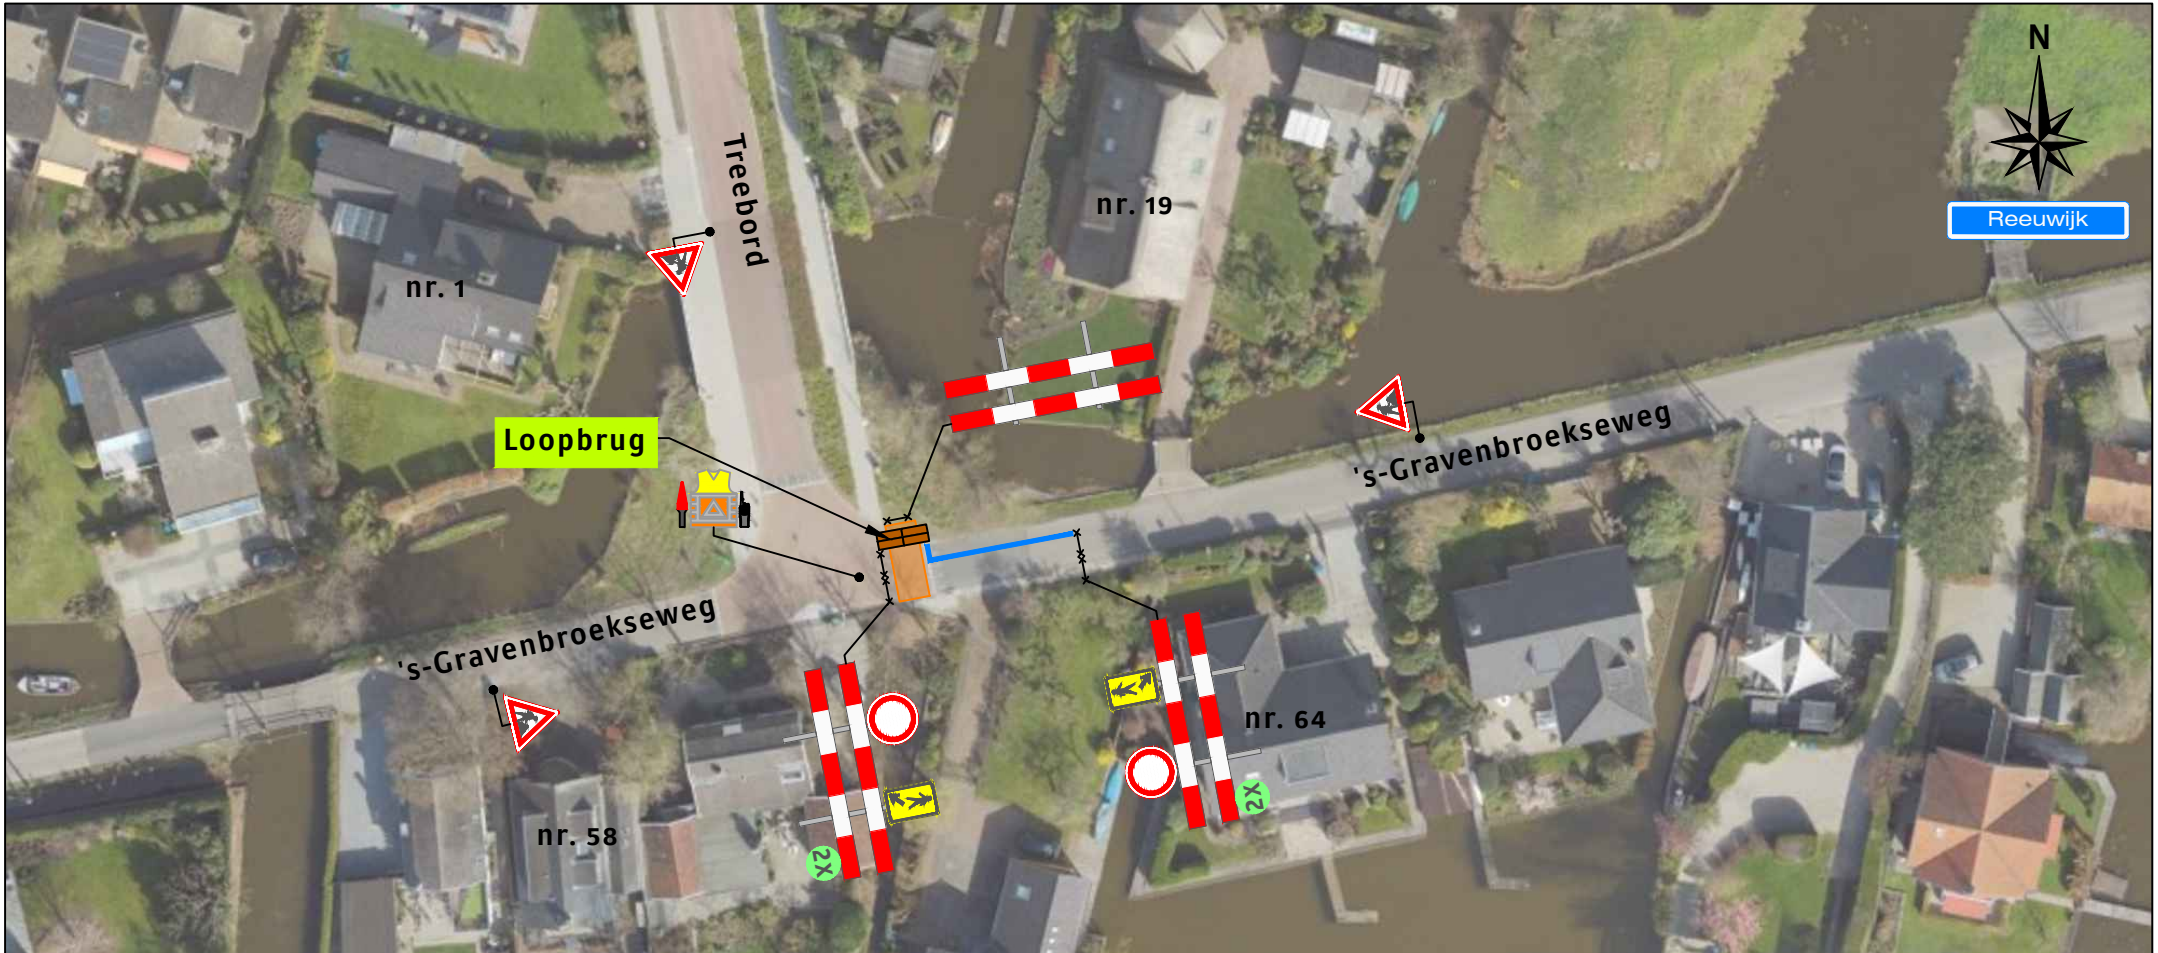 N
Reeuwijk
Treebord
nr. 19
nr. 1
Loopbrug
's-Gravenbroekseweg
's-Gravenbroekseweg
nr. 64
2X
nr. 58
2X